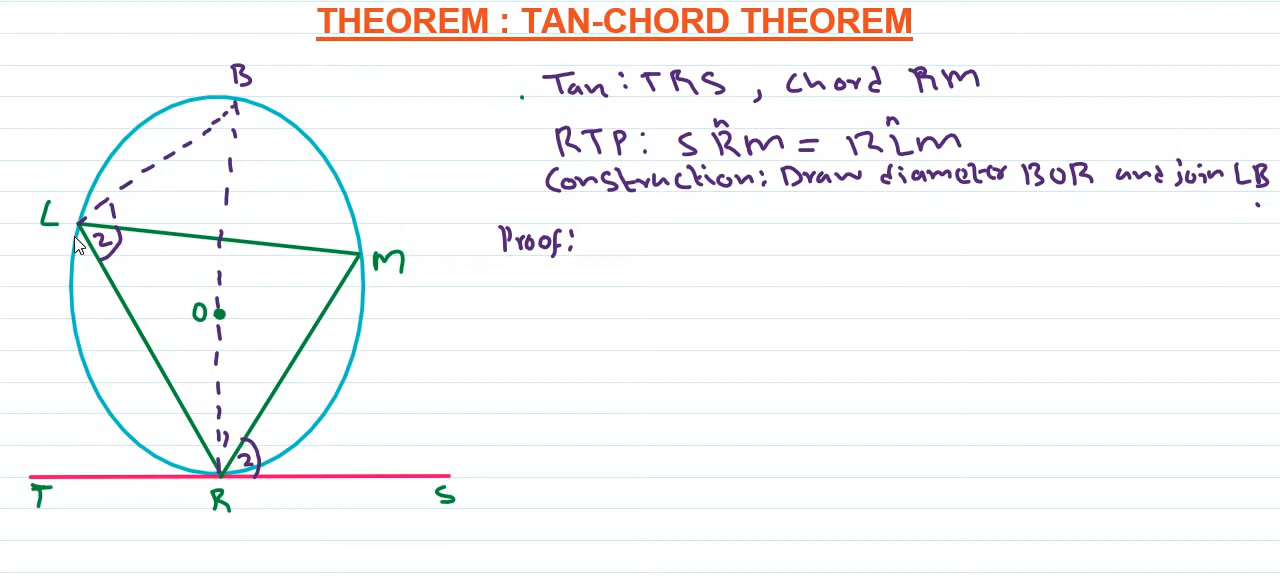 THEOREM : TAN-CHORD THEOREM
Tan: TRS, chord RM
RTP: SR̂M = RL̂M
Construction: Draw diameter BOR and join LB.
Proof:
B
L
1
2
M
O
1
2
T
R
S